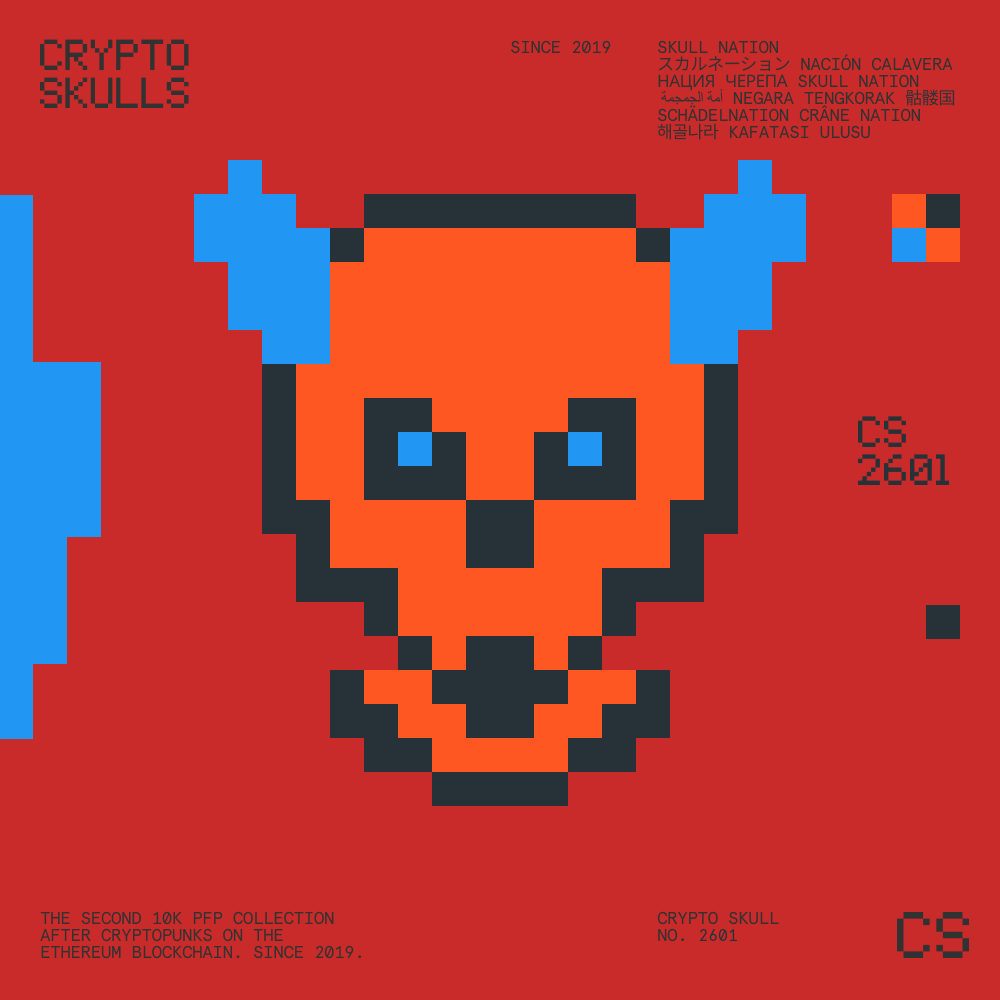 CRYPTO
SKULLS
SINCE 2019
SKULL NATION
スカルネーション NACIÓN CALAVERA
НАЦИЯ ЧЕРЕПА SKULL NATION
أمة الجمجمة NEGARA TENGKORAK 骷髅国
SCHÄDELNATION CRÂNE NATION
해골나라 KAFATASI ULUSU
CS
2601
THE SECOND 10K PFP COLLECTION
AFTER CRYPTOPUNKS ON THE
ETHEREUM BLOCKCHAIN. SINCE 2019.
CRYPTO SKULL
NO. 2601
CS